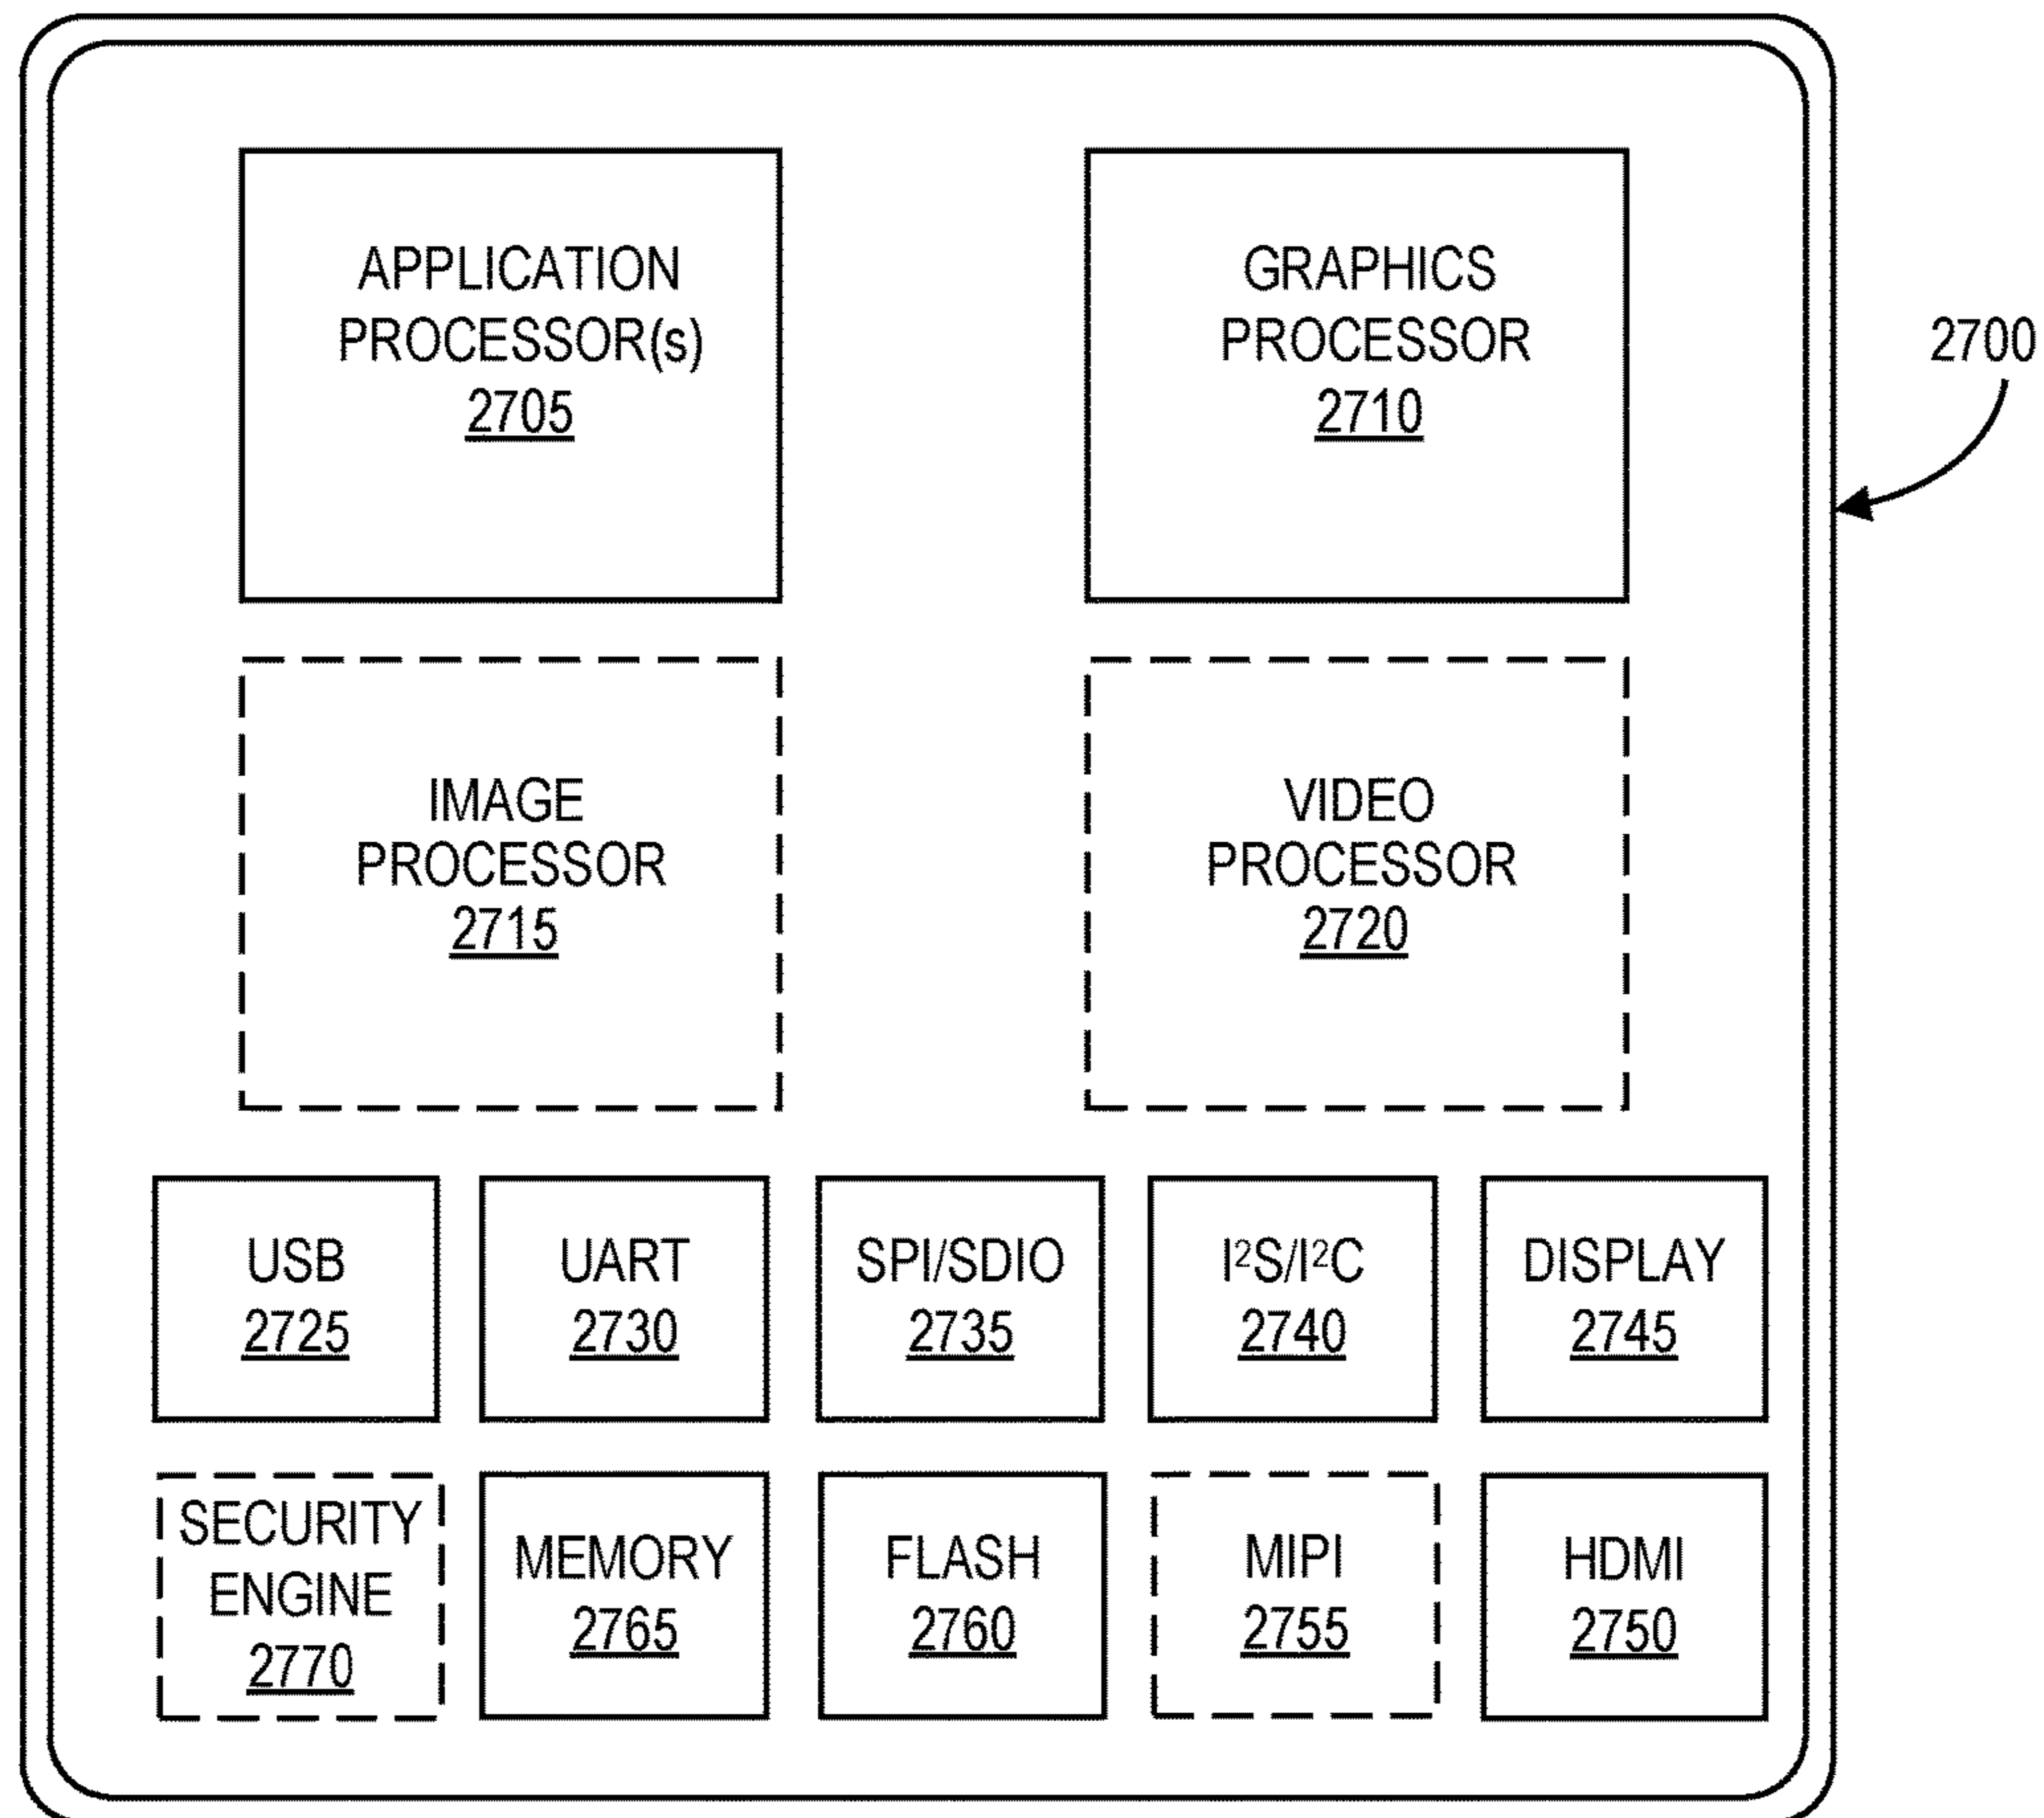 APPLICATION
PROCESSOR(s)
2705
GRAPHICS
PROCESSOR
2710
2700
IMAGE
PROCESSOR
2715
VIDEO
PROCESSOR
2720
USB
2725
UART
2730
SPI/SDIO
2735
I²S/I²C
2740
DISPLAY
2745
SECURITY
ENGINE
2770
MEMORY
2765
FLASH
2760
MIPI
2755
HDMI
2750